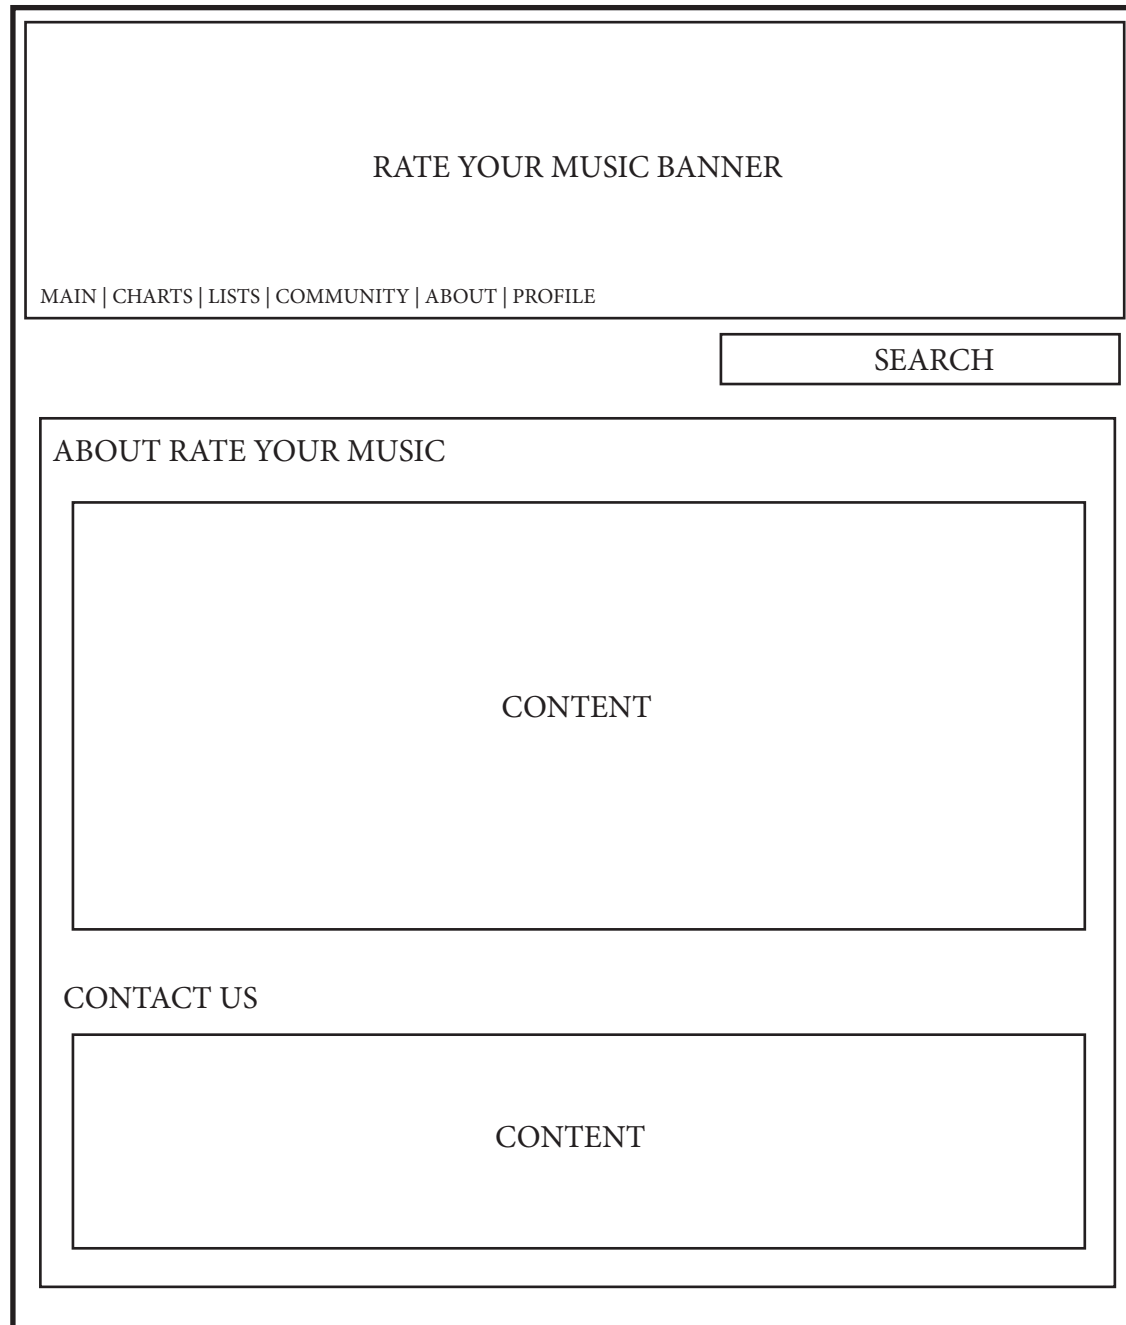 RATE YOUR MUSIC BANNER
MAIN | CHARTS | LISTS | COMMUNITY | ABOUT | PROFILE
SEARCH
ABOUT RATE YOUR MUSIC
CONTENT
CONTACT US
CONTENT